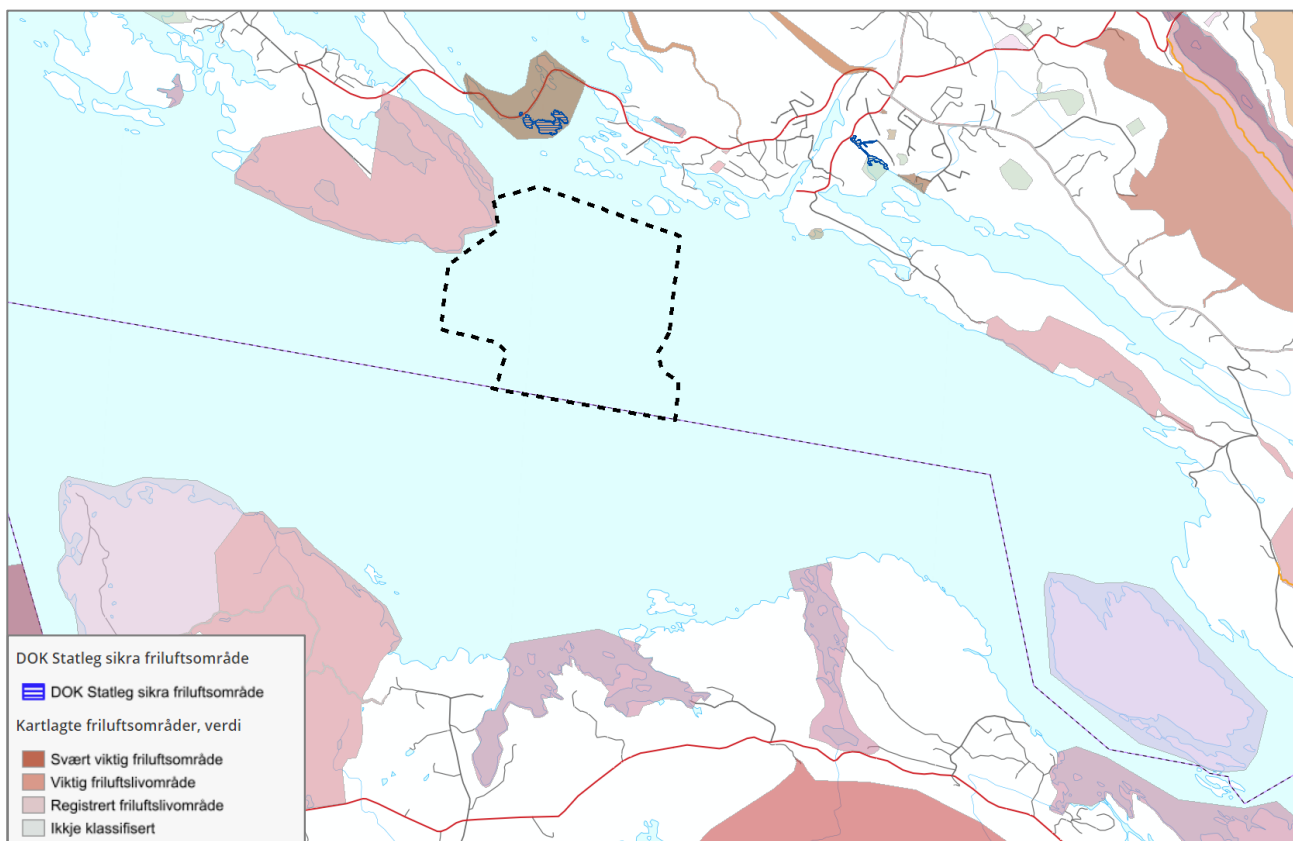 DOK Statleg sikra friluftsområde
DOK Statleg sikra friluftsområde
Kartlagte friluftsområder, verdi
Svært viktig friluftsområde
Viktig friluftslivområde
Registrert friluftslivområde
Ikkje klassifisert